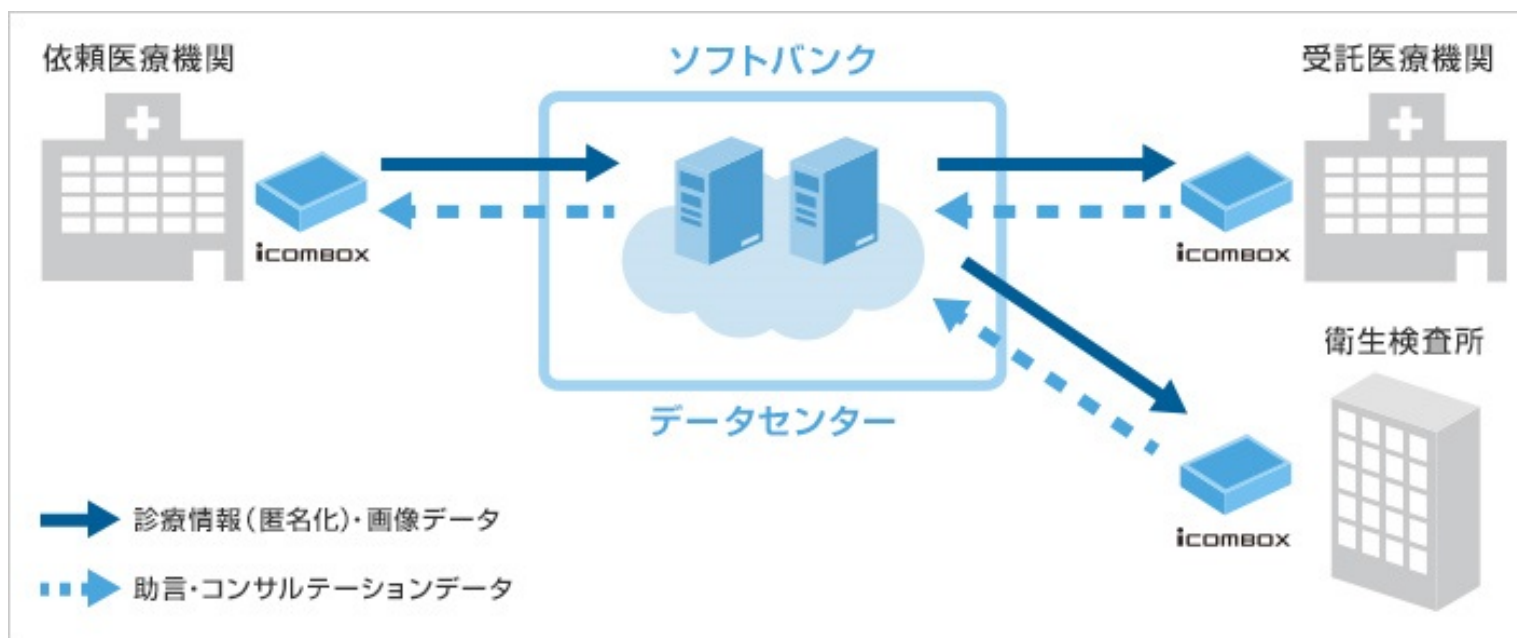 依頼医療機関
ソフトバンク
受託医療機関
icomBOX
icomBOX
衛生検査所
データセンター
icomBOX
診療情報(匿名化)・画像データ
助言・コンサルテーションデータ